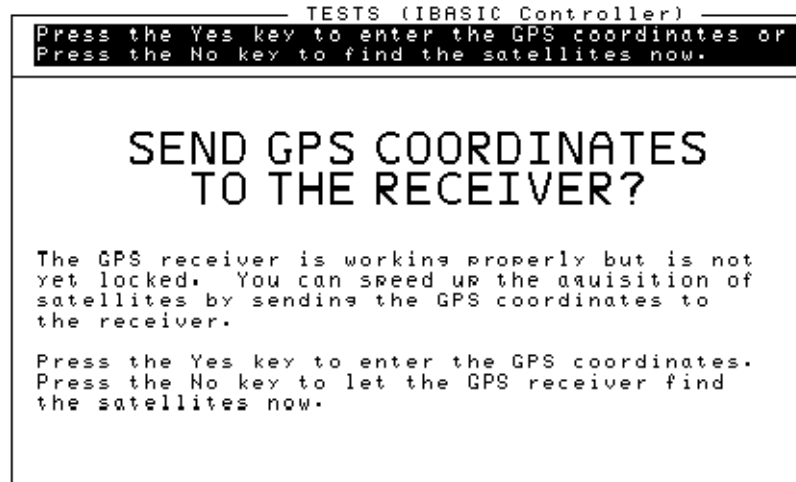 TESTS (IBASIC Controller)
Press the Yes key to enter the GPS coordinates or
Press the No key to find the satellites now.
SEND GPS COORDINATES
TO THE RECEIVER?
The GPS receiver is working properly but is not
yet locked. You can speed up the aquisition of
satellites by sending the GPS coordinates to
the receiver.
Press the Yes key to enter the GPS coordinates.
Press the No key to let the GPS receiver find
the satellites now.